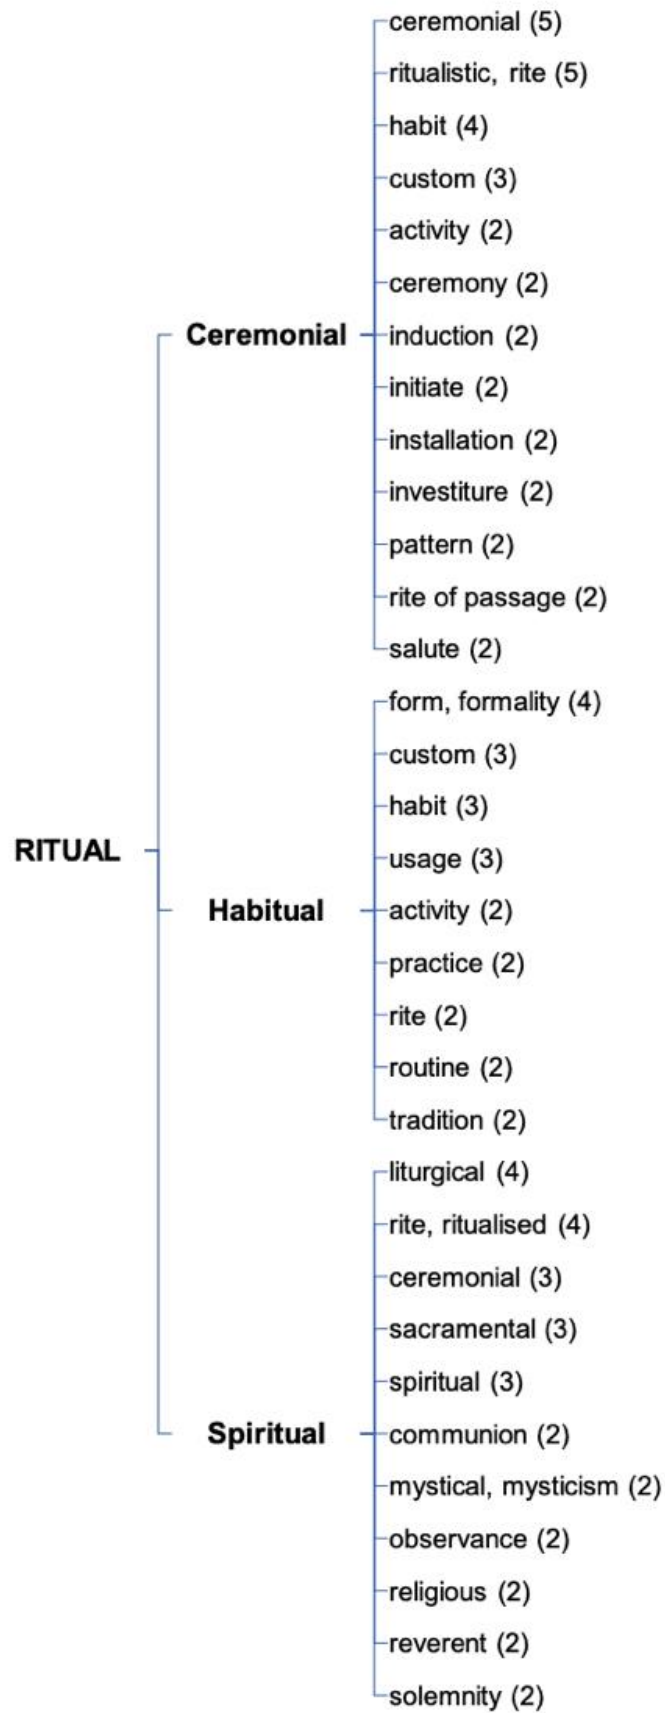 ceremonial (5)
ritualistic, rite (5)
habit (4)
custom (3)
activity (2)
ceremony (2)
Ceremonial
induction (2)
initiate (2)
installation (2)
investiture (2)
pattern (2)
rite of passage (2)
salute (2)
form, formality (4)
custom (3)
habit (3)
RITUAL
usage (3)
Habitual
activity (2)
practice (2)
rite (2)
routine (2)
tradition (2)
liturgical (4)
rite, ritualised (4)
ceremonial (3)
sacramental (3)
spiritual (3)
Spiritual
communion (2)
mystical, mysticism (2)
observance (2)
religious (2)
reverent (2)
solemnity (2)